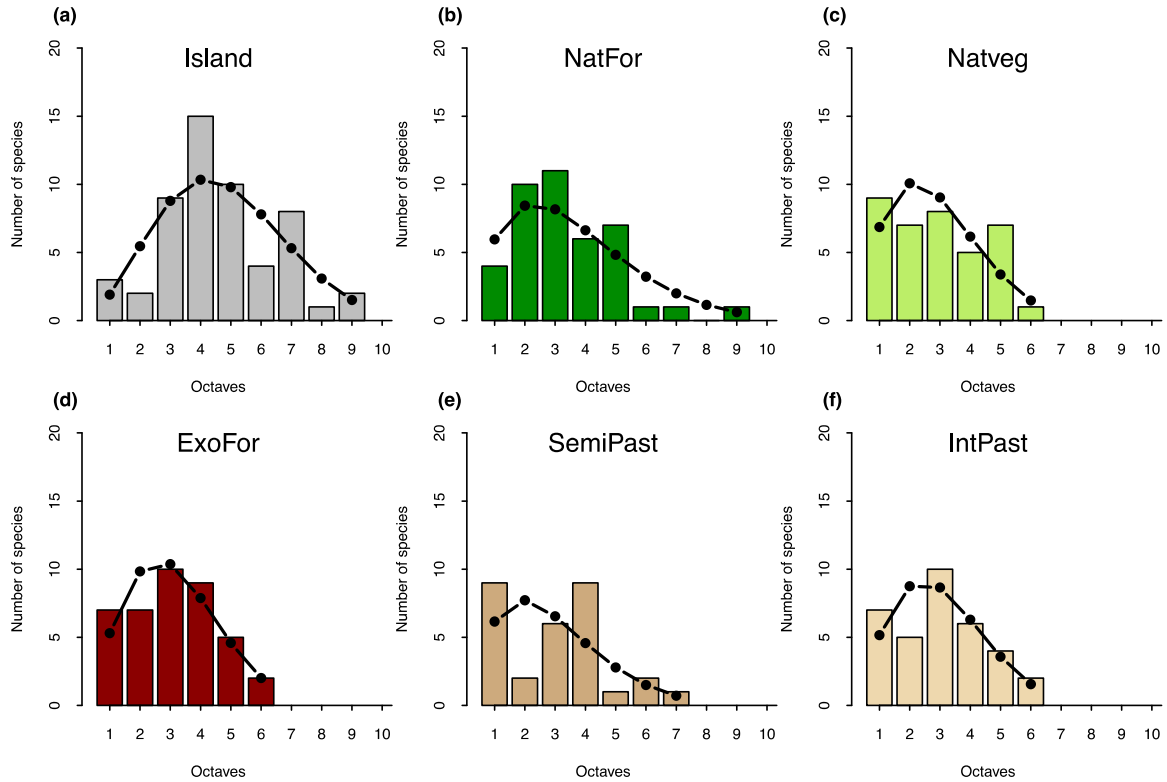 (a)
Island
Number of species
20
15
10
5
0
1 2 3 4 5 6 7 8 9 10
Octaves
(b)
NatFor
Number of species
20
15
10
5
0
1 2 3 4 5 6 7 8 9 10
Octaves
(c)
Natveg
Number of species
20
15
10
5
0
1 2 3 4 5 6 7 8 9 10
Octaves
(d)
ExoFor
Number of species
20
15
10
5
0
1 2 3 4 5 6 7 8 9 10
Octaves
(e)
SemiPast
Number of species
20
15
10
5
0
1 2 3 4 5 6 7 8 9 10
Octaves
(f)
IntPast
Number of species
20
15
10
5
0
1 2 3 4 5 6 7 8 9 10
Octaves